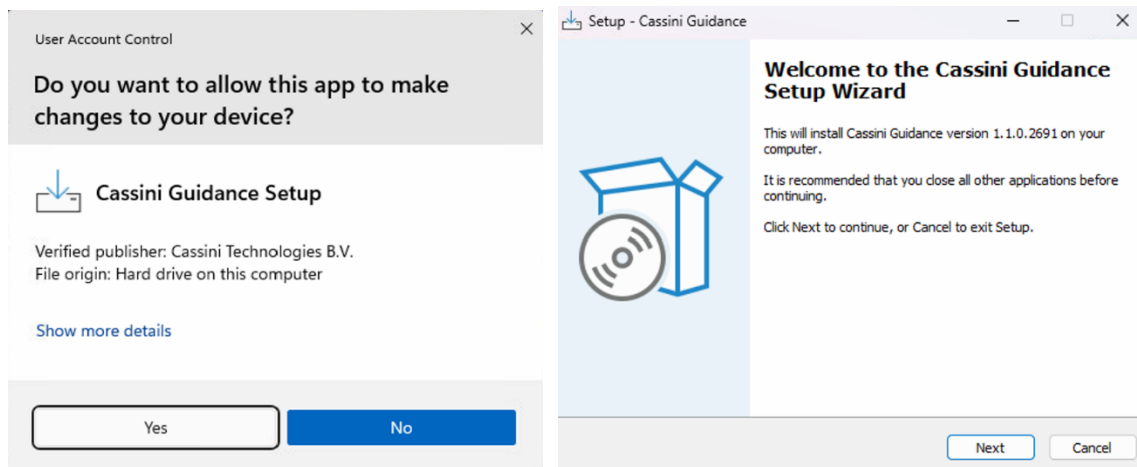 User Account Control
Do you want to allow this app to make
changes to your device?
Cassini Guidance Setup
Verified publisher: Cassini Technologies B.V.
File origin: Hard drive on this computer
Show more details
Yes
No
Setup - Cassini Guidance
Welcome to the Cassini Guidance
Setup Wizard
This will install Cassini Guidance version 1.1.0.2691 on your
computer.
It is recommended that you close all other applications before
continuing.
Click Next to continue, or Cancel to exit Setup.
Next
Cancel